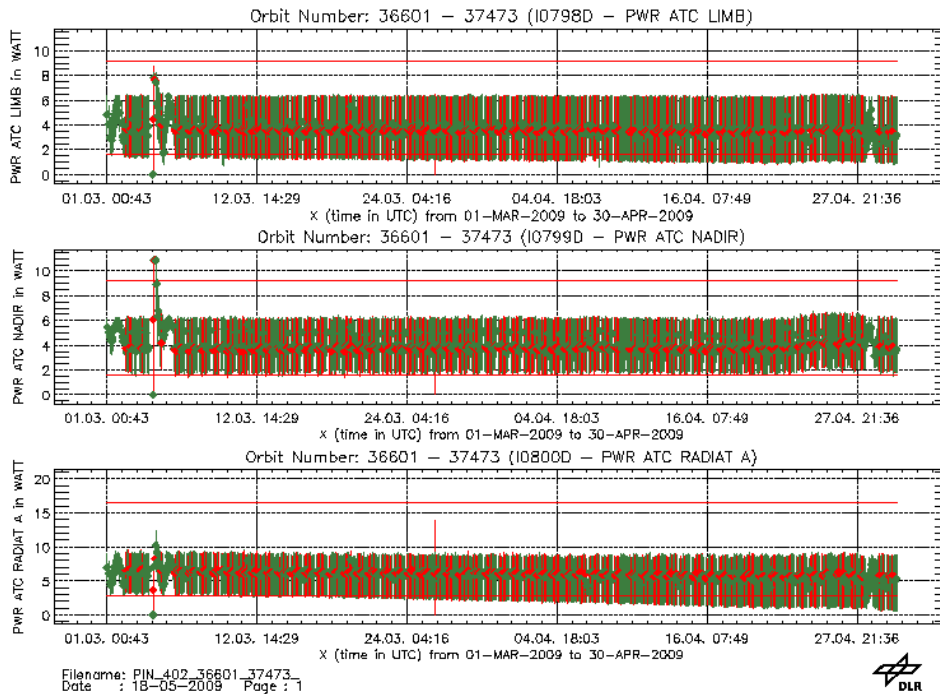 Orbit Number: 36601 – 37473 (I0798D – PWR ATC LIMB)
PWR ATC LIMB in WATT
10
8
6
4
2
0
01.03. 00:43 12.03. 14:29 24.03. 04:16 04.04. 18:03 16.04. 07:49 27.04. 21:36
X (time in UTC) from 01-MAR-2009 to 30-APR-2009
Orbit Number: 36601 – 37473 (I0799D – PWR ATC NADIR)
PWR ATC NADIR in WATT
10
8
6
4
2
0
01.03. 00:43 12.03. 14:29 24.03. 04:16 04.04. 18:03 16.04. 07:49 27.04. 21:36
X (time in UTC) from 01-MAR-2009 to 30-APR-2009
Orbit Number: 36601 – 37473 (I0800D – PWR ATC RADIAT A)
PWR ATC RADIAT A in WATT
20
15
10
5
0
01.03. 00:43 12.03. 14:29 24.03. 04:16 04.04. 18:03 16.04. 07:49 27.04. 21:36
X (time in UTC) from 01-MAR-2009 to 30-APR-2009
Filename: PIN_402_36601_37473_
Date : 18-05-2009 Page : 1
DLR